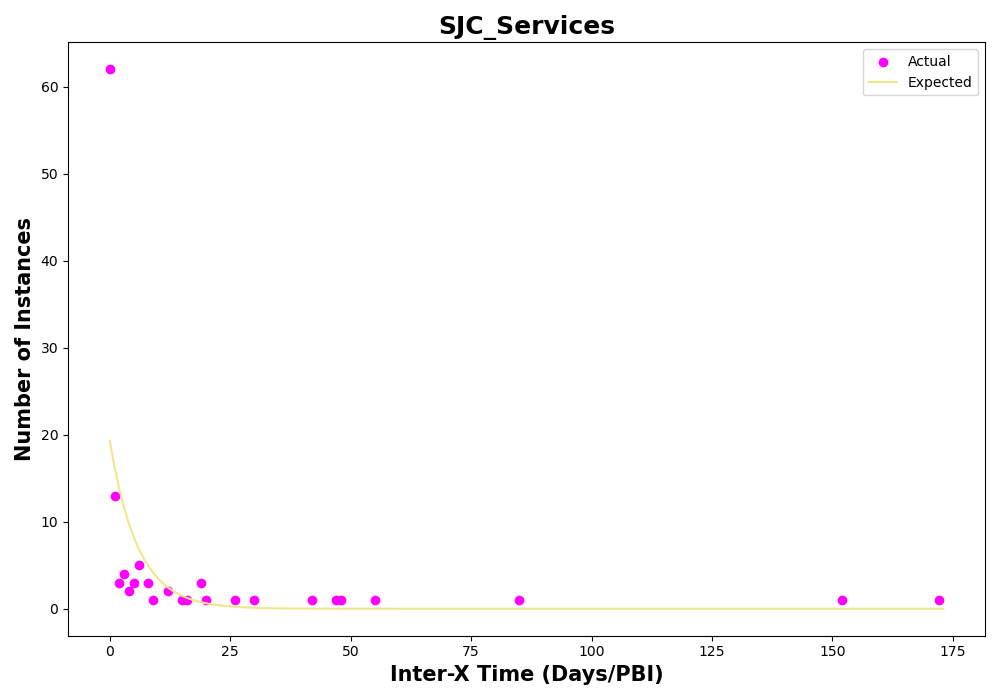 SJC_Services
Actual
Expected
Number of Instances
60
50
40
30
20
10
0
0 25 50 75 100 125 150 175
Inter-X Time (Days/PBI)